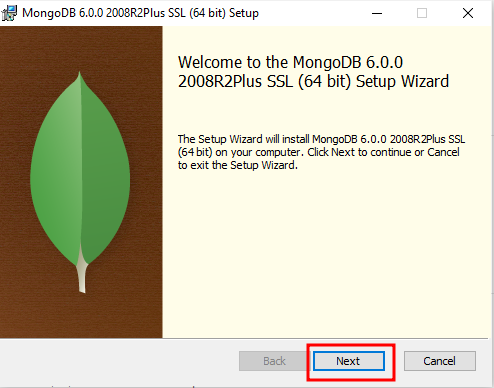 MongoDB 6.0.0 2008R2Plus SSL (64 bit) Setup
Welcome to the MongoDB 6.0.0
2008R2Plus SSL (64 bit) Setup Wizard
The Setup Wizard will install MongoDB 6.0.0 2008R2Plus SSL
(64 bit) on your computer. Click Next to continue or Cancel
to exit the Setup Wizard.
Back Next Cancel